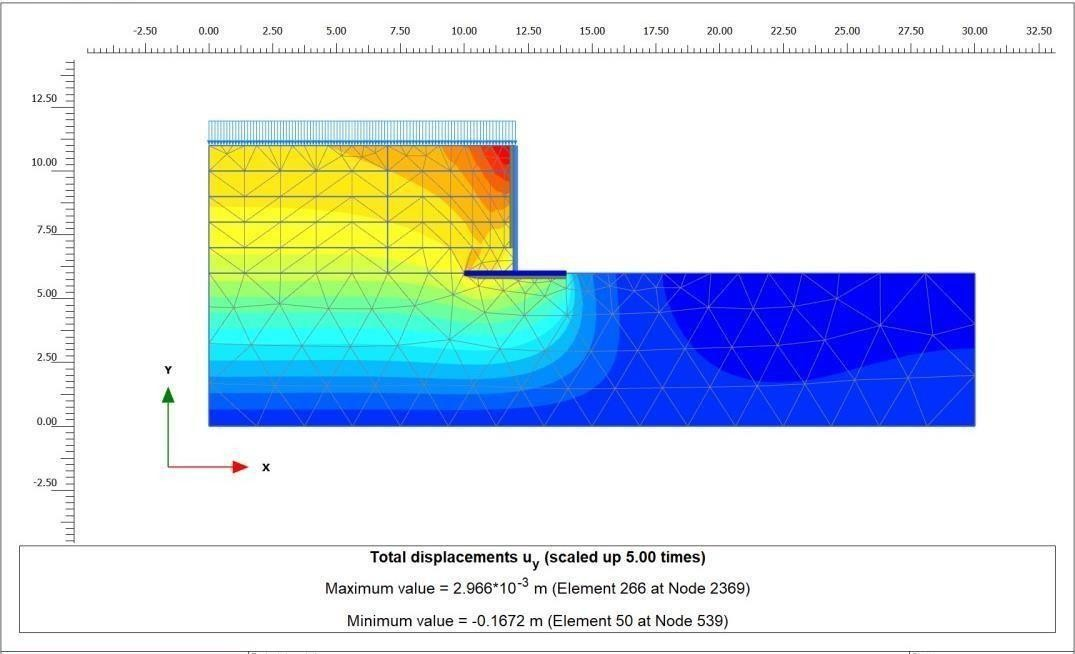 -2.50 0.00 2.50 5.00 7.50 10.00 12.50 15.00 17.50 20.00 22.50 25.00 27.50 30.00 32.50
12.50
10.00
7.50
5.00
2.50
0.00
-2.50
Y
X
Total displacements uy (scaled up 5.00 times)
Maximum value = 2.966*10-3 m (Element 266 at Node 2369)
Minimum value = -0.1672 m (Element 50 at Node 539)